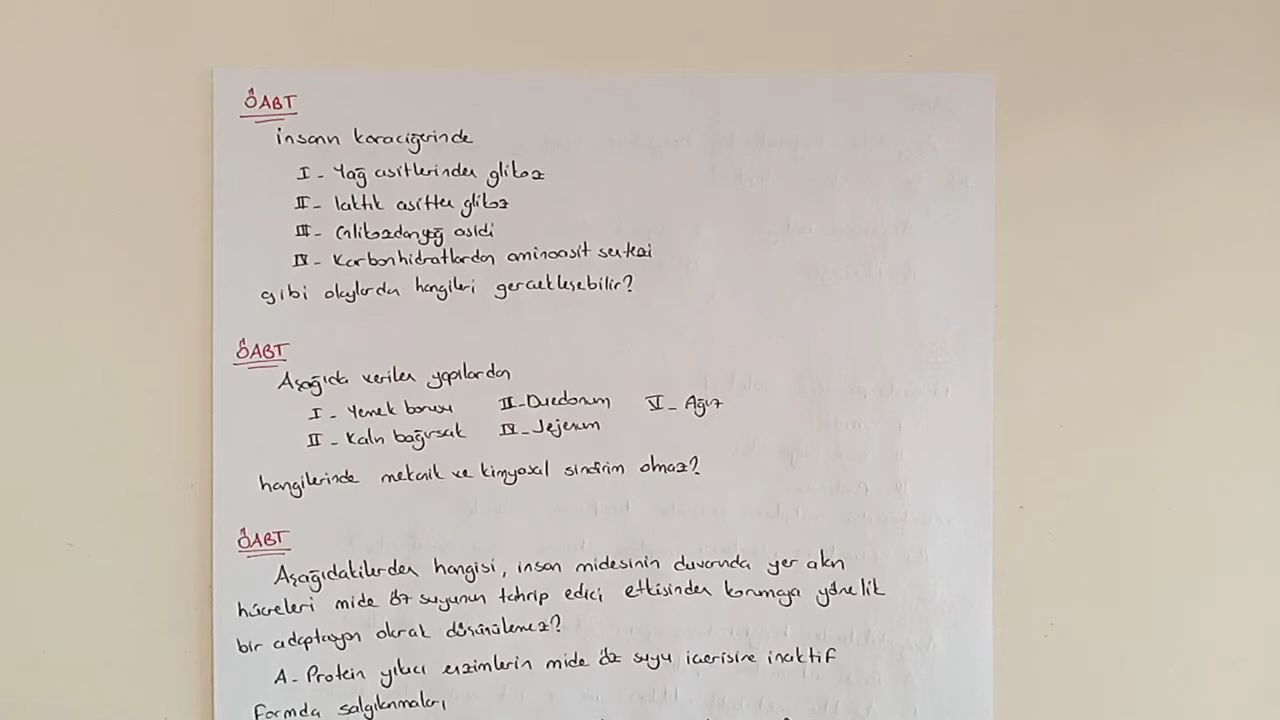 ÖABT
İnsanın karaciğerinde
I - Yağ asitlerinden glikoz
II - laktik asitten glikoz
III - Glikozdan yağ asidi
IV - Karbonhidratlardan aminoasit sentezi
gibi olaylardan hangileri gerçekleşebilir?
ÖABT
Aşağıda verilen yapılardan
I - Yemek borusu III - Duedonum V - Ağız
II - Kalın bağırsak IV - Jejenum
hangilerinde mekanik ve kimyasal sindirim olmaz?
ÖABT
Aşağıdakilerden hangisi, insan midesinin duvarında yer alan
hücreleri mide öz suyunun tahrip edici etkisinden korumaya yönelik
bir adaptasyon olarak düşünülemez?
A - Protein yıkıcı enzimlerin mide öz suyu içerisine inaktif
formda salgılanmaları